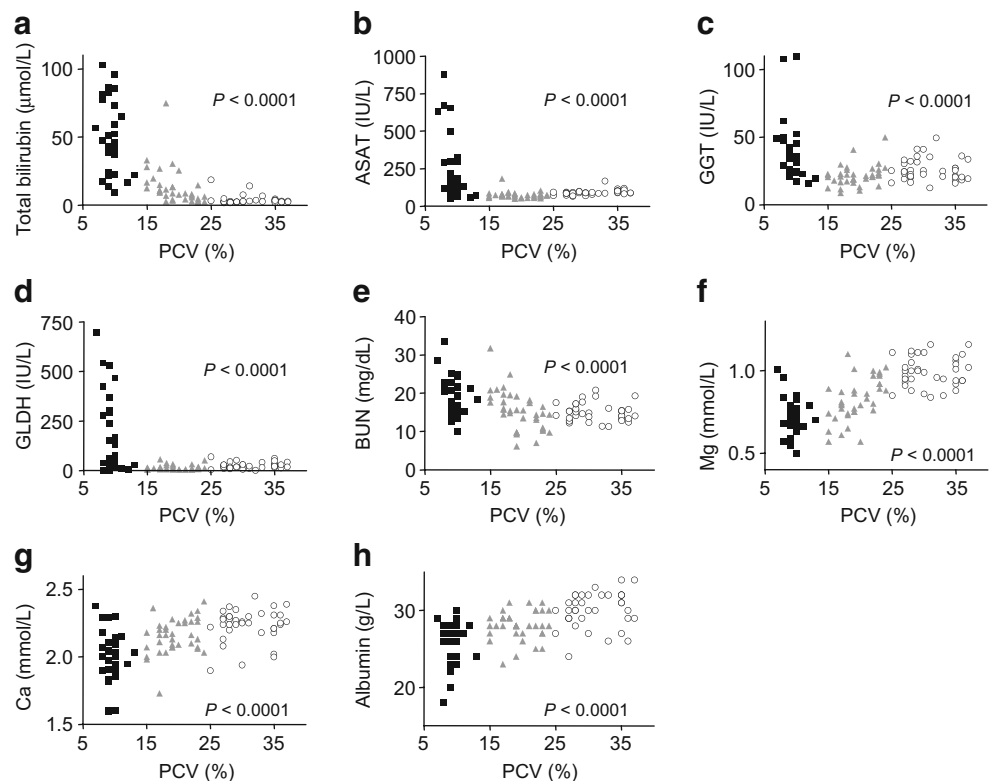 a
Total bilirubin (µmol/L)
100
50
0
P < 0.0001
5 15 25 35
PCV (%)
b
ASAT (IU/L)
1000
750
500
250
0
P < 0.0001
5 15 25 35
PCV (%)
c
GGT (IU/L)
100
50
0
P < 0.0001
5 15 25 35
PCV (%)
d
GLDH (IU/L)
750
500
250
0
P < 0.0001
5 15 25 35
PCV (%)
e
BUN (mg/dL)
40
30
20
10
0
P < 0.0001
5 15 25 35
PCV (%)
f
Mg (mmol/L)
1.0
0.5
P < 0.0001
5 15 25 35
PCV (%)
g
Ca (mmol/L)
2.5
2.0
1.5
P < 0.0001
5 15 25 35
PCV (%)
h
Albumin (g/L)
30
20
P < 0.0001
5 15 25 35
PCV (%)